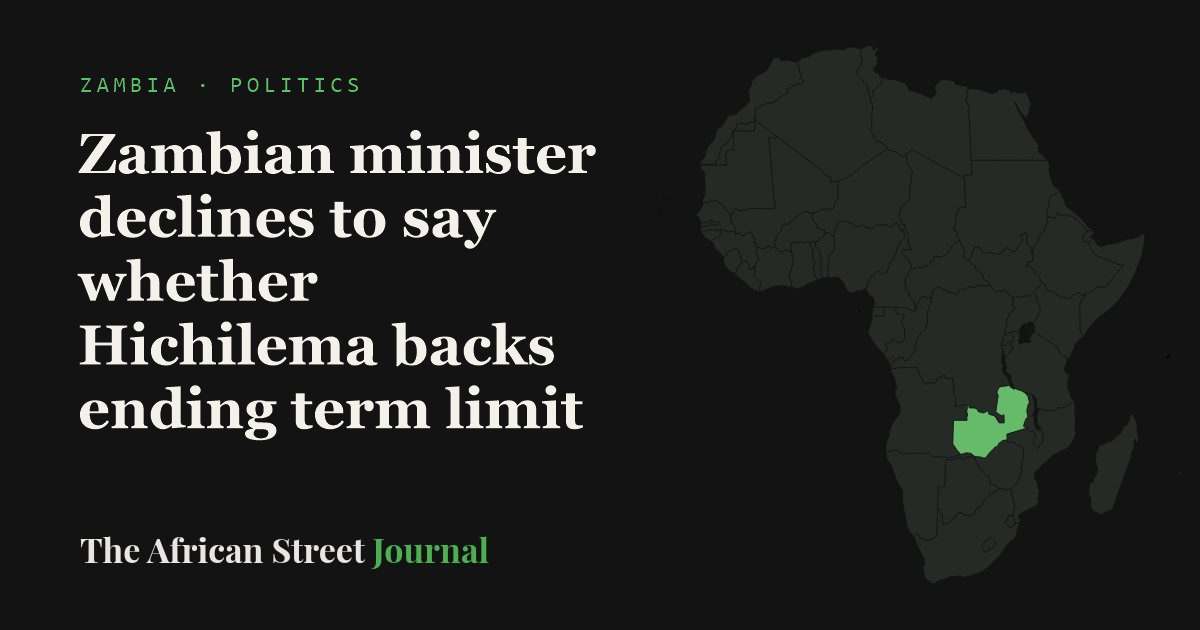 ZAMBIA · POLITICS
Zambian minister
declines to say
whether
Hichilema backs
ending term limit
The African Street Journal